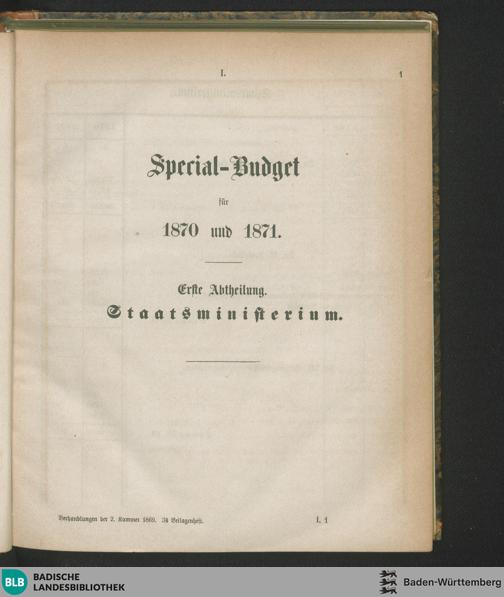 I.
1
Special-Budget
für
1870 und 1871.
Erste Abtheilung.
Staatsministerium.
Verhandlungen der 2. Kammer 1869. 3s Beilagenheft.
I. 1
BLB BADISCHE
LANDESBIBLIOTHEK
Baden-Württemberg